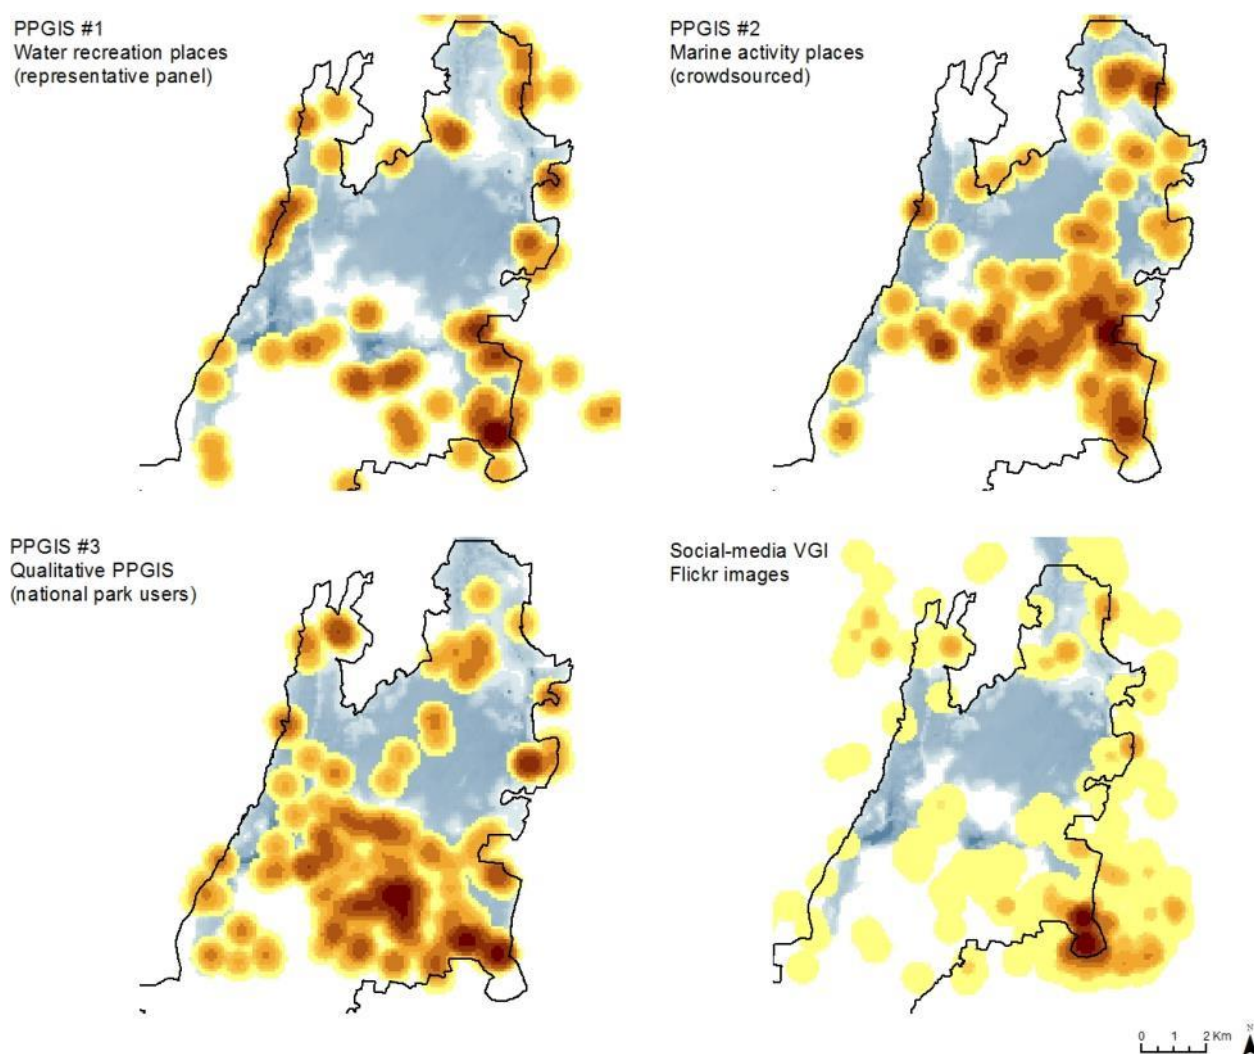 PPGIS #1
Water recreation places
(representative panel)
PPGIS #2
Marine activity places
(crowdsourced)
PPGIS #3
Qualitative PPGIS
(national park users)
Social-media VGI
Flickr images
0 1 2 Km
N